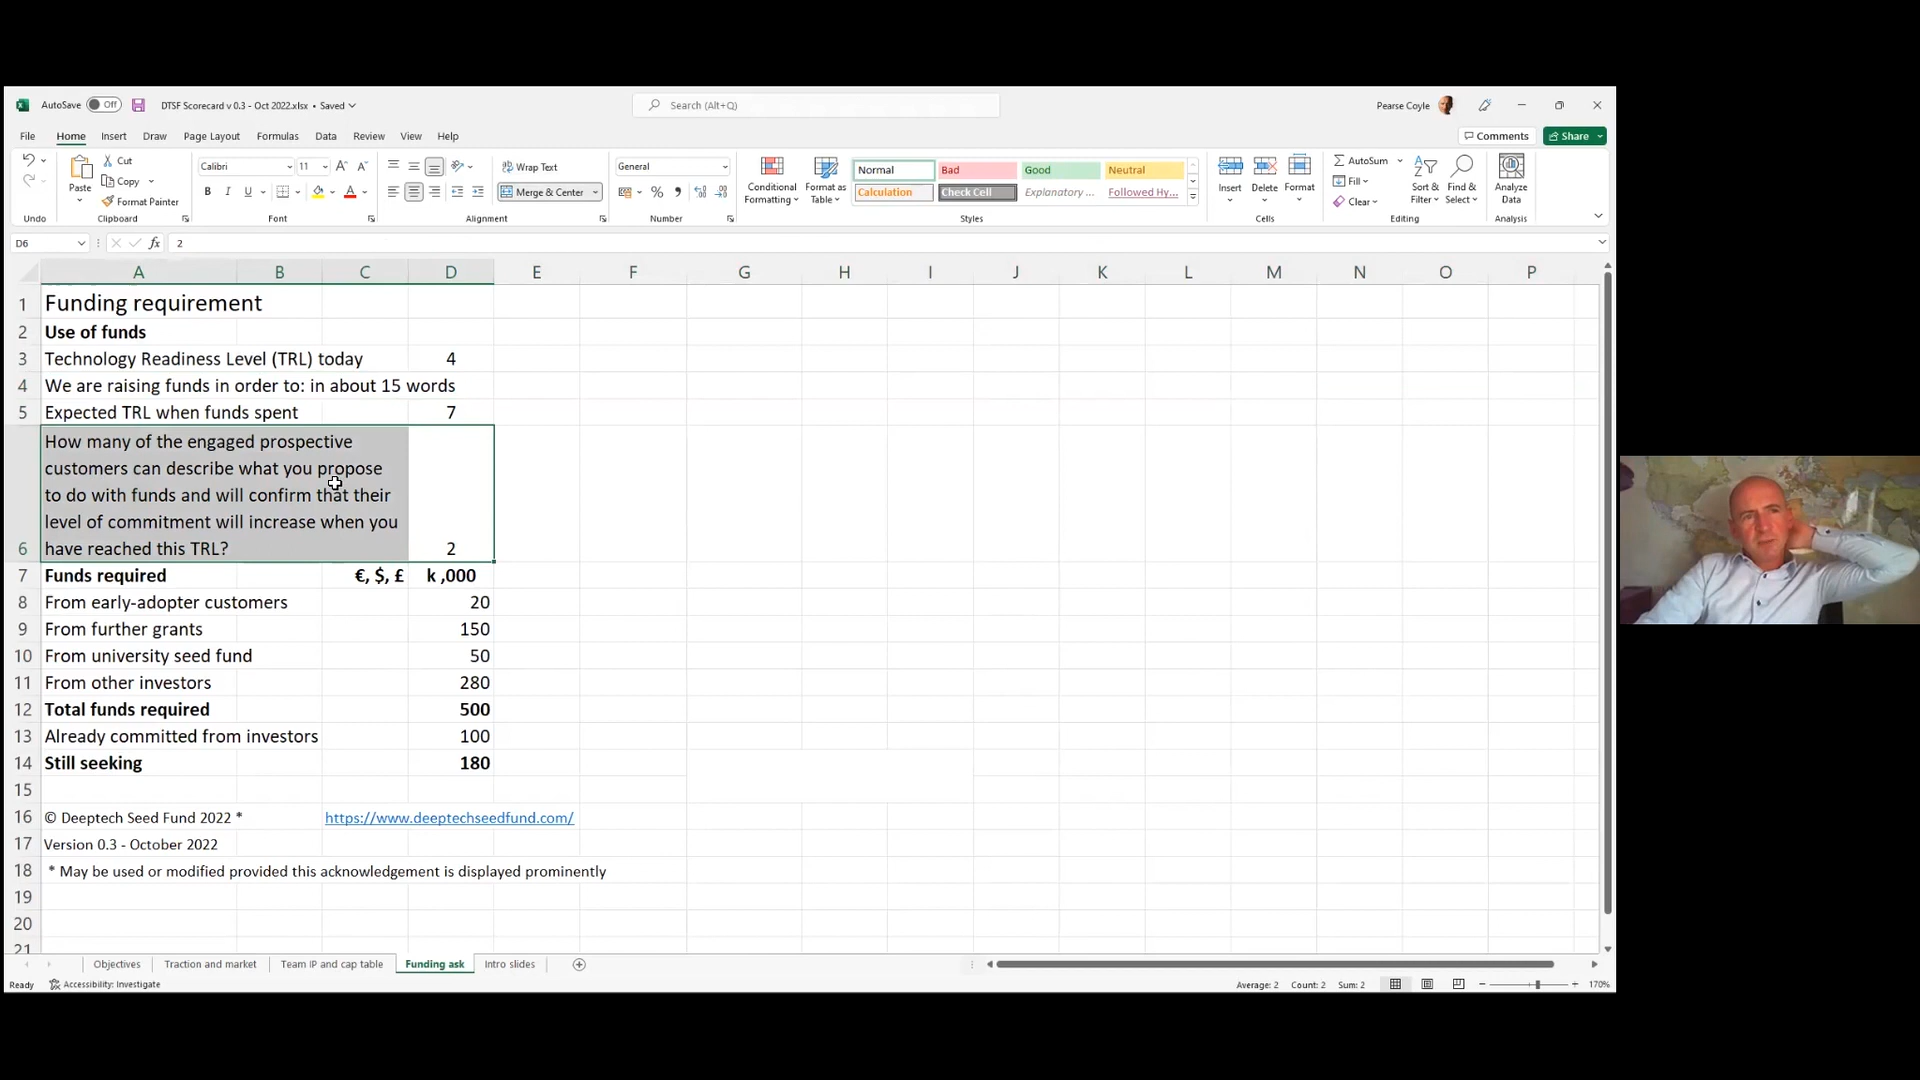 AutoSave Off DTSF Scorecard v 0.3 - Oct 2022.xlsx • Saved Search (Alt+Q) Pearse Coyle
File Home Insert Draw Page Layout Formulas Data Review View Help Comments Share
Paste Cut Copy Format Painter
Calibri 11
Wrap Text
Merge & Center
General
Conditional Formatting
Format as Table
Normal Bad Good Neutral
Calculation Check Cell Explanatory ... Followed Hy...
Insert Delete Format
AutoSum Fill Clear
Sort & Filter
Find & Select
Analyze Data
Undo Clipboard Font Alignment Number Styles Cells Editing Analysis
D6 fx 2
A B C D E F G H I J K L M N O P
1 Funding requirement
2 Use of funds
3 Technology Readiness Level (TRL) today 4
4 We are raising funds in order to: in about 15 words
5 Expected TRL when funds spent 7
How many of the engaged prospective
customers can describe what you propose
to do with funds and will confirm that their
level of commitment will increase when you
6 have reached this TRL? 2
7 Funds required €, $, £ k ,000
8 From early-adopter customers 20
9 From further grants 150
10 From university seed fund 50
11 From other investors 280
12 Total funds required 500
13 Already committed from investors 100
14 Still seeking 180
15
16 © Deeptech Seed Fund 2022 * https://www.deeptechseedfund.com/
17 Version 0.3 - October 2022
18 * May be used or modified provided this acknowledgement is displayed prominently
19
20
21
Objectives Traction and market Team IP and cap table Funding ask Intro slides
Ready Accessibility: Investigate Average: 2 Count: 2 Sum: 2 170%